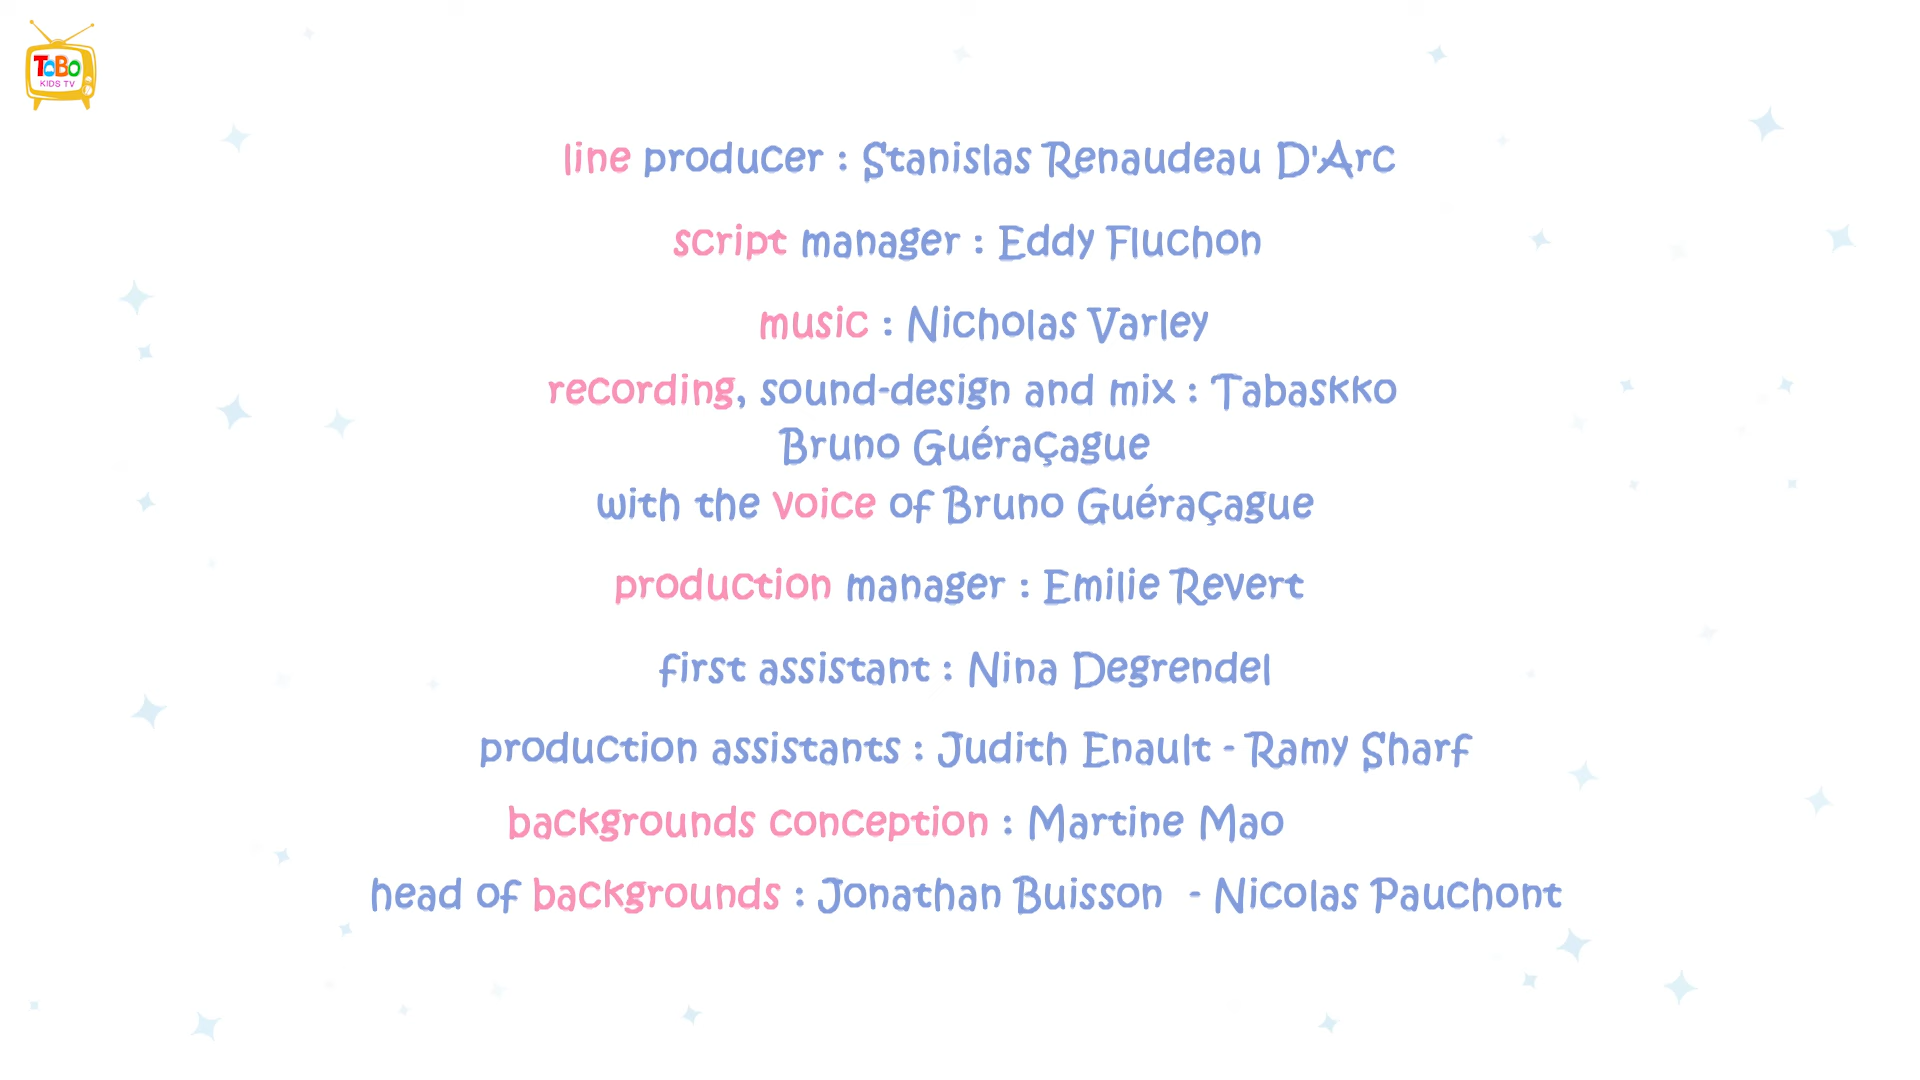 ToBo
KIDS TV
line producer : Stanislas Renaudeau D'Arc
script manager : Eddy Fluchon
music : Nicholas Varley
recording, sound-design and mix : Tabaskko
Bruno Guéraçague
with the voice of Bruno Guéraçague
production manager : Emilie Revert
first assistant : Nina Degrendel
production assistants : Judith Enault - Ramy Sharf
backgrounds conception : Martine Mao
head of backgrounds : Jonathan Buisson  - Nicolas Pauchont